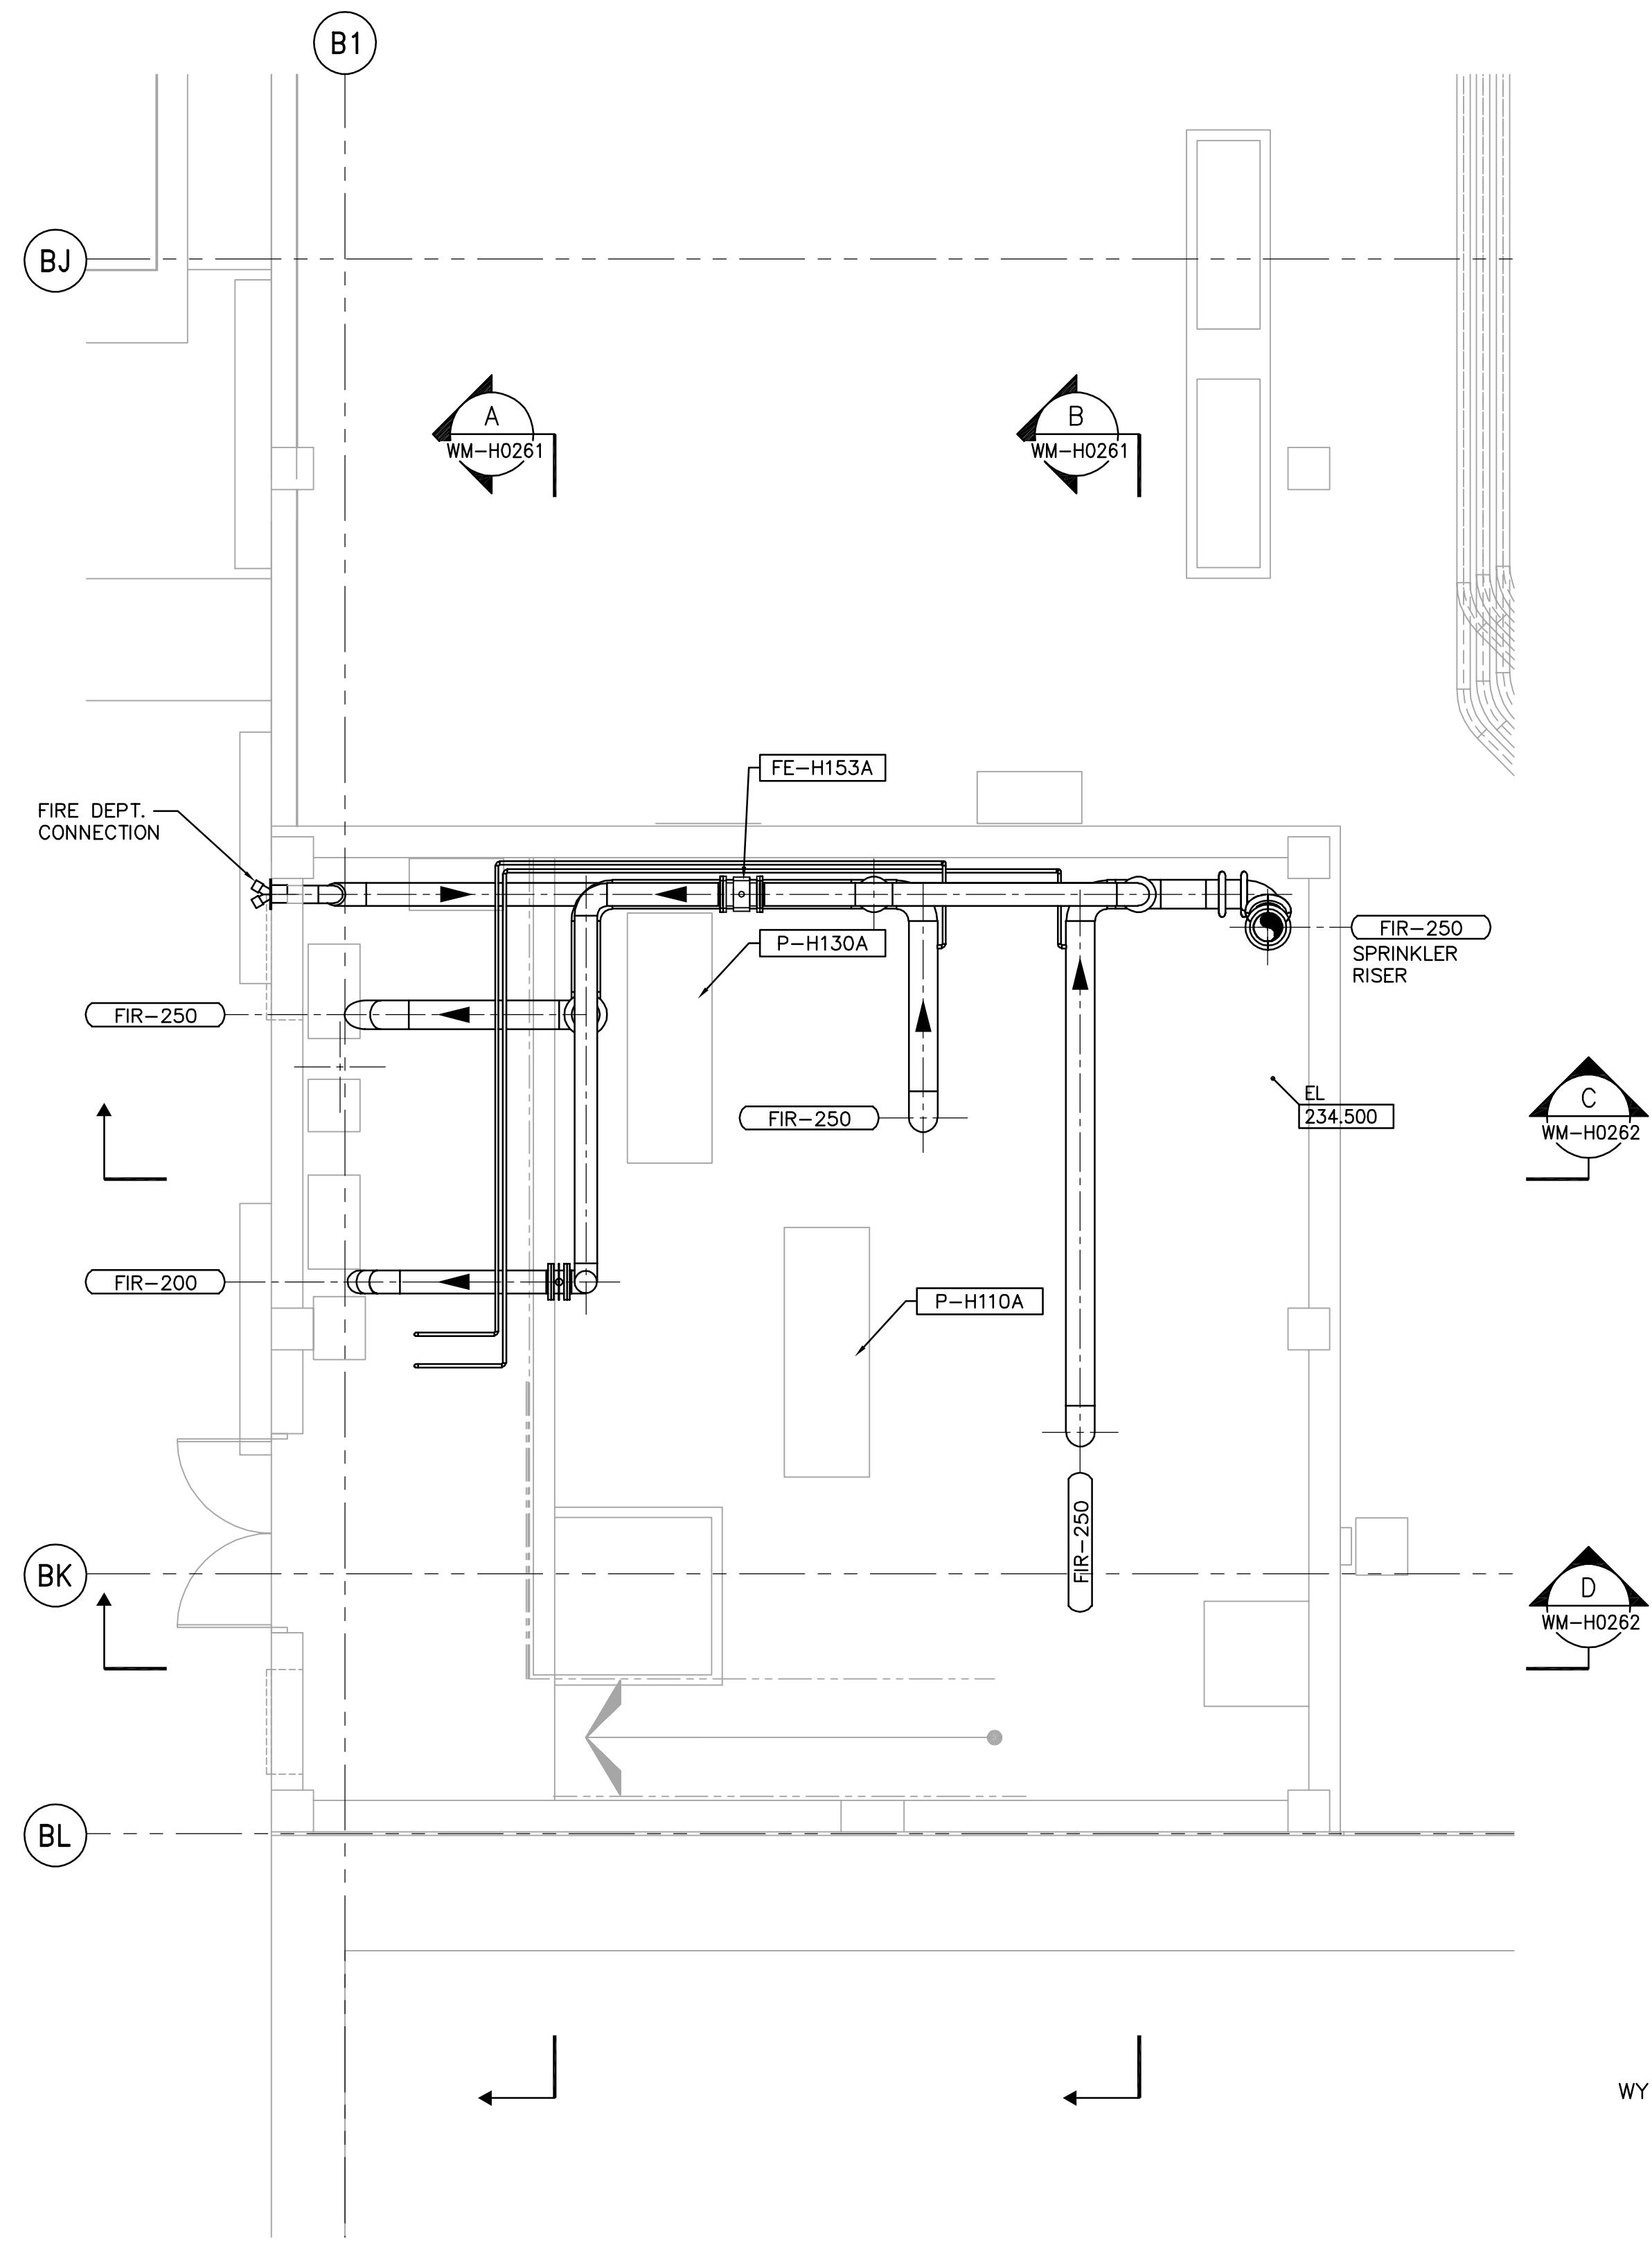 B1
BJ
A
WM-H0261
B
WM-H0261
FE-H153A
FIRE DEPT.
CONNECTION
P-H130A
FIR-250
SPRINKLER
RISER
FIR-250
EL
234.500
FIR-250
C
WM-H0262
FIR-200
P-H110A
FIR-250
BK
D
WM-H0262
BL
WY